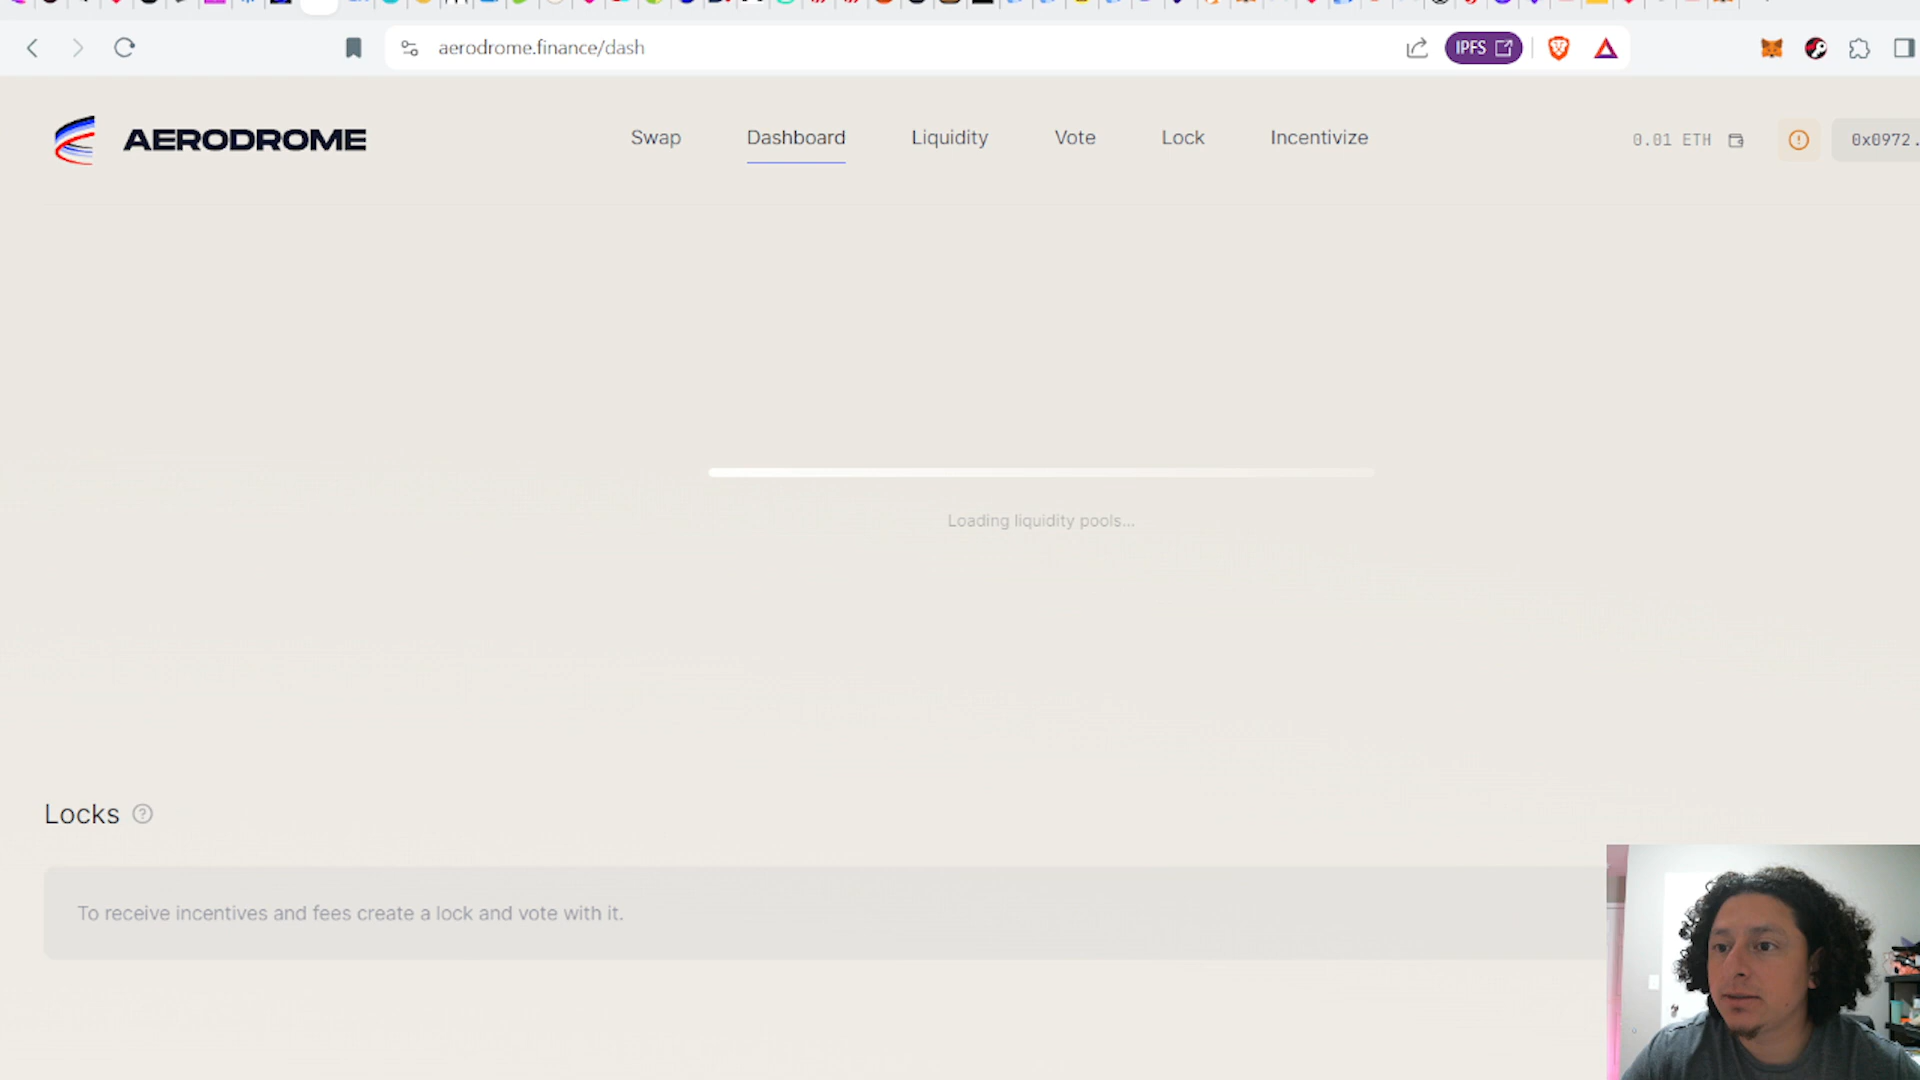 aerodrome.finance/dash
IPFS
AERODROME
Swap
Dashboard
Liquidity
Vote
Lock
Incentivize
0.01 ETH
0x0972.
Loading liquidity pools...
Locks
To receive incentives and fees create a lock and vote with it.